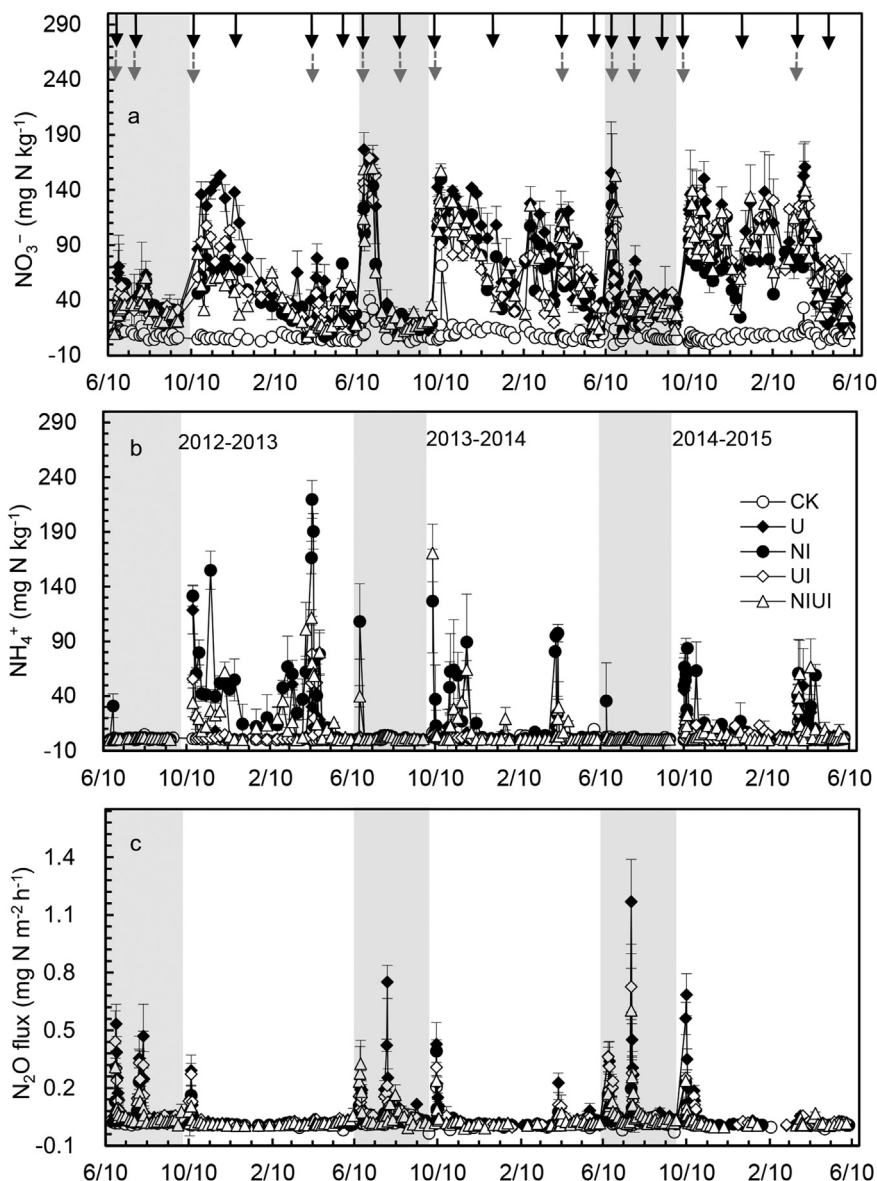 290
240
190
140
90
40
-10
NO₃⁻ (mg N kg⁻¹)
a
6/10 10/10 2/10 6/10 10/10 2/10 6/10 10/10 2/10 6/10
290
240
190
140
90
40
-10
NH₄⁺ (mg N kg⁻¹)
b
2012-2013 2013-2014 2014-2015
CK
U
NI
UI
NIUI
6/10 10/10 2/10 6/10 10/10 2/10 6/10 10/10 2/10 6/10
1.4
1.1
0.8
0.5
0.2
-0.1
N₂O flux (mg N m⁻² h⁻¹)
c
6/10 10/10 2/10 6/10 10/10 2/10 6/10 10/10 2/10 6/10